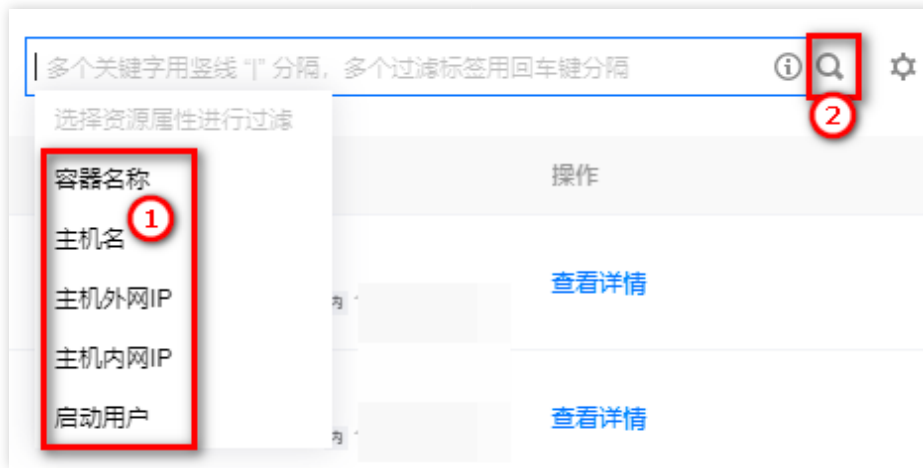 多个关键字用竖线 "|" 分隔，多个过滤标签用回车键分隔
2
选择资源属性进行过滤
容器名称
操作
1
主机名
主机外网IP
查看详情
内
主机内网IP
启动用户
查看详情
内